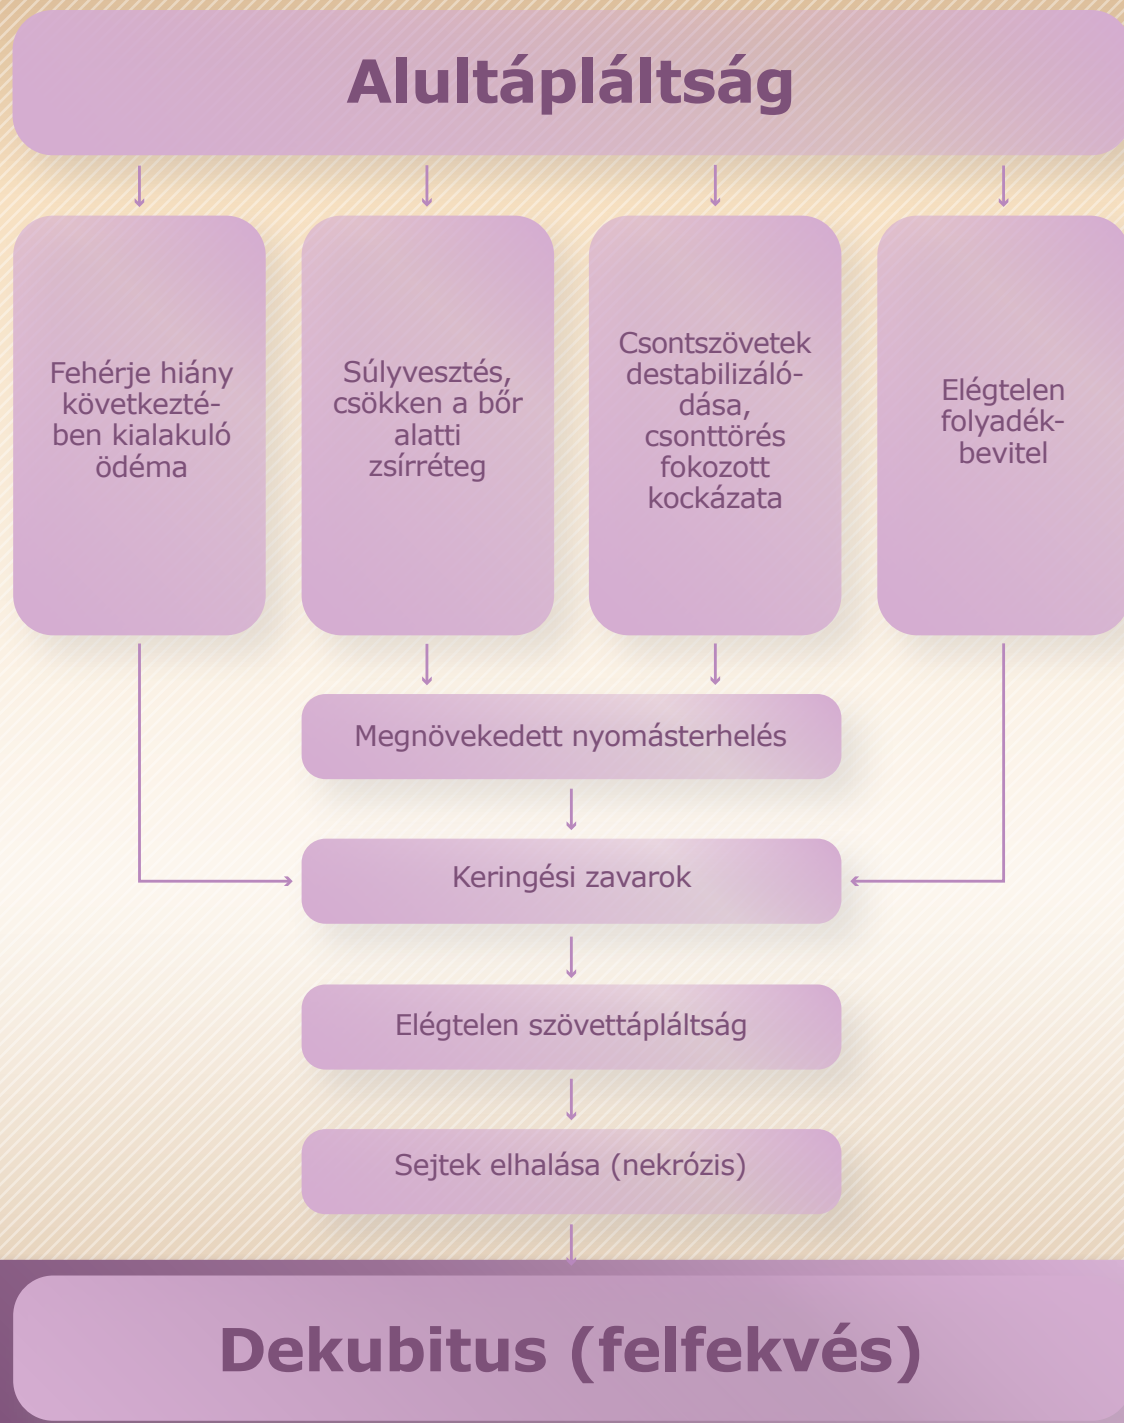 Alultápláltság
Fehérje hiány
következté-
ben kialakuló
ödéma
Súlyvesztés,
csökken a bőr
alatti
zsírréteg
Csontszövetek
destabilizáló-
dása,
csonttörés
fokozott
kockázata
Elégtelen
folyadék-
bevitel
Megnövekedett nyomásterhelés
Keringési zavarok
Elégtelen szövettápláltság
Sejtek elhalása (nekrózis)
Dekubitus (felfekvés)